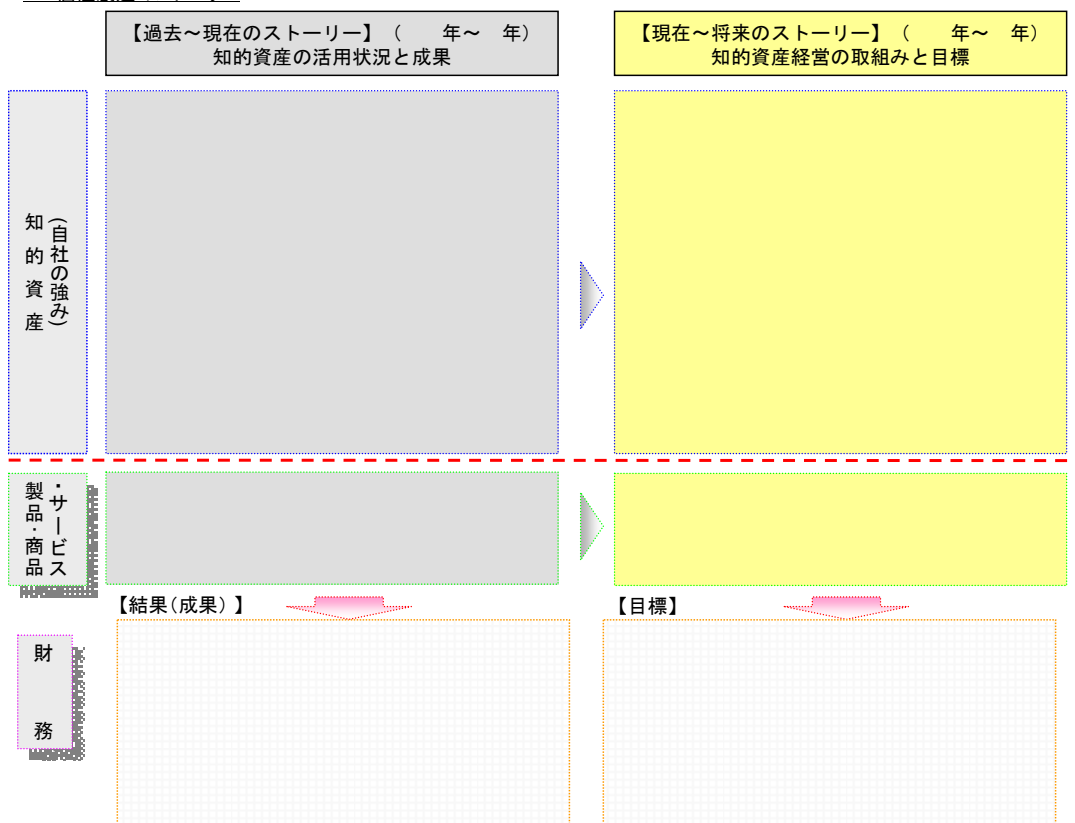 【過去～現在のストーリー】（　　年～　年）
知的資産の活用状況と成果
【現在～将来のストーリー】（　　年～　年）
知的資産経営の取組みと目標
知的資産
(自社の強み)
製品・商品
・サービス
【結果(成果) 】
【目標】
財務